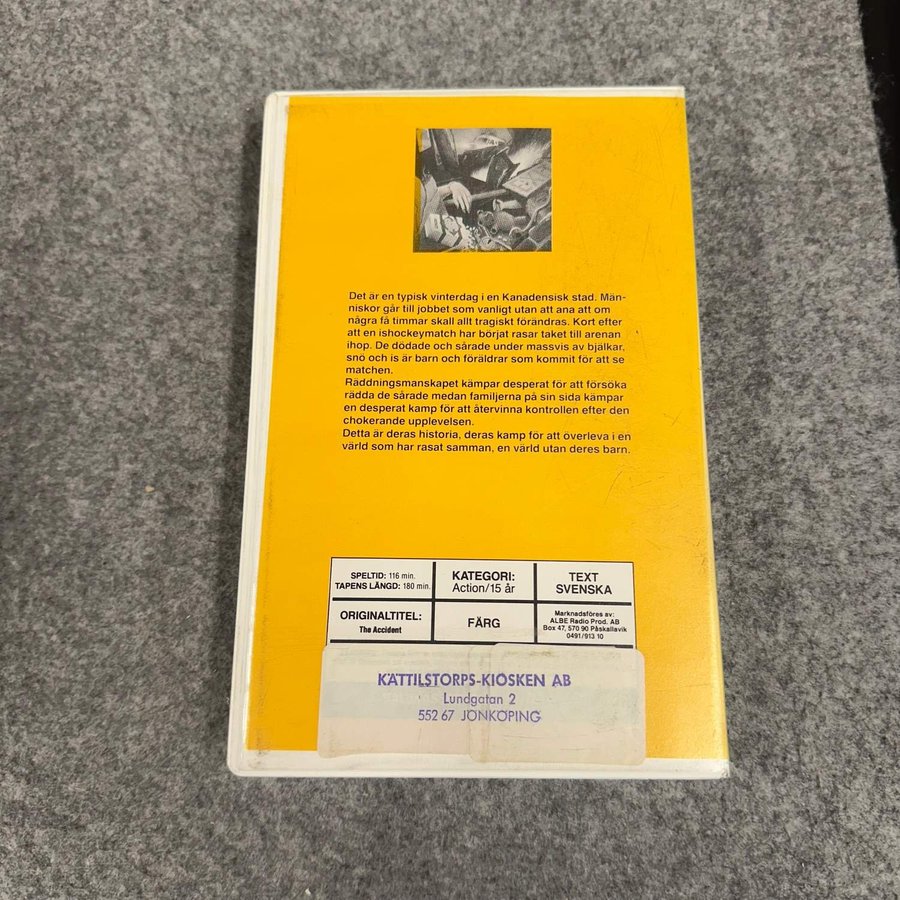 Det är en typisk vinterdag i en Kanadensisk stad. Män-
niskor går till jobbet som vanligt utan att ana att om
några få timmar skall allt tragiskt förändras. Kort efter
att en ishockeymatch har börjat rasar taket till arenan
ihop. De dödade och sårade under massvis av bjälkar,
snö och is är barn och föräldrar som kommit för att se
matchen.
Räddningsmanskapet kämpar desperat för att försöka
rädda de sårade medan familjerna på sin sida kämpar
en desperat kamp för att återvinna kontrollen efter den
chokerande upplevelsen.
Detta är deras historia, deras kamp för att överleva i en
värld som har rasat samman, en värld utan deres barn.
SPELTID: 116 min.
TAPENS LÄNGD: 180 min.
KATEGORI:
Action/15 år
TEXT
SVENSKA
ORIGINALTITEL:
The Accident
FÄRG
Marknadsföres av:
ALBE Radio Prod. AB
Box 47, 570 90 Påskallavik
0491/913 10
KÄTTILSTORPS-KIOSKEN AB
Lundgatan 2
552 67 JÖNKÖPING